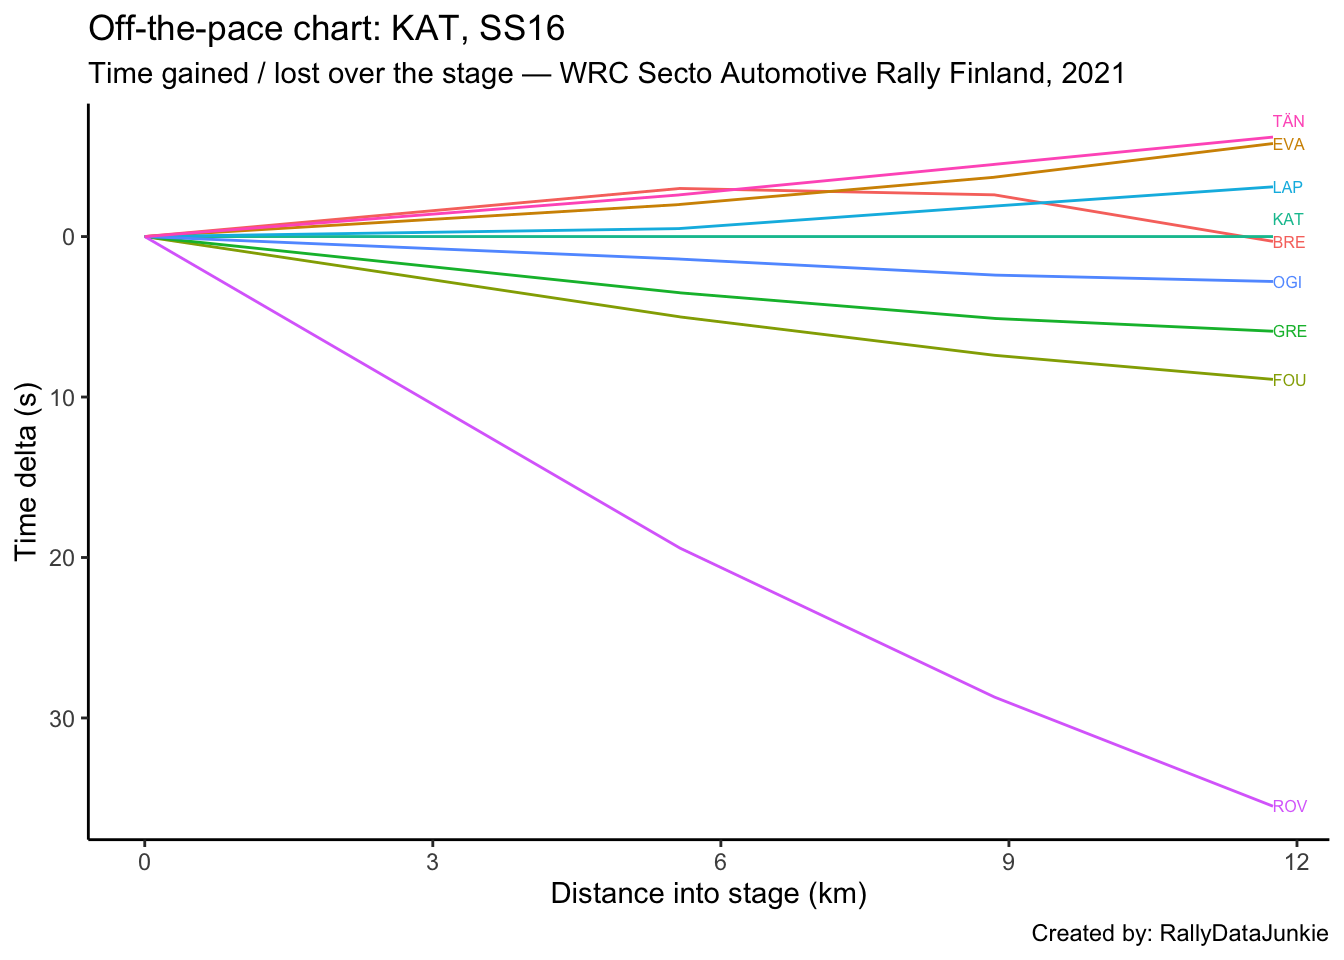 Off-the-pace chart: KAT, SS16
Time gained / lost over the stage — WRC Secto Automotive Rally Finland, 2021
TÄN
EVA
LAP
KAT
0
BRE
OGI
GRE
FOU
10
Time delta (s)
20
30
ROV
0 3 6 9 12
Distance into stage (km)
Created by: RallyDataJunkie